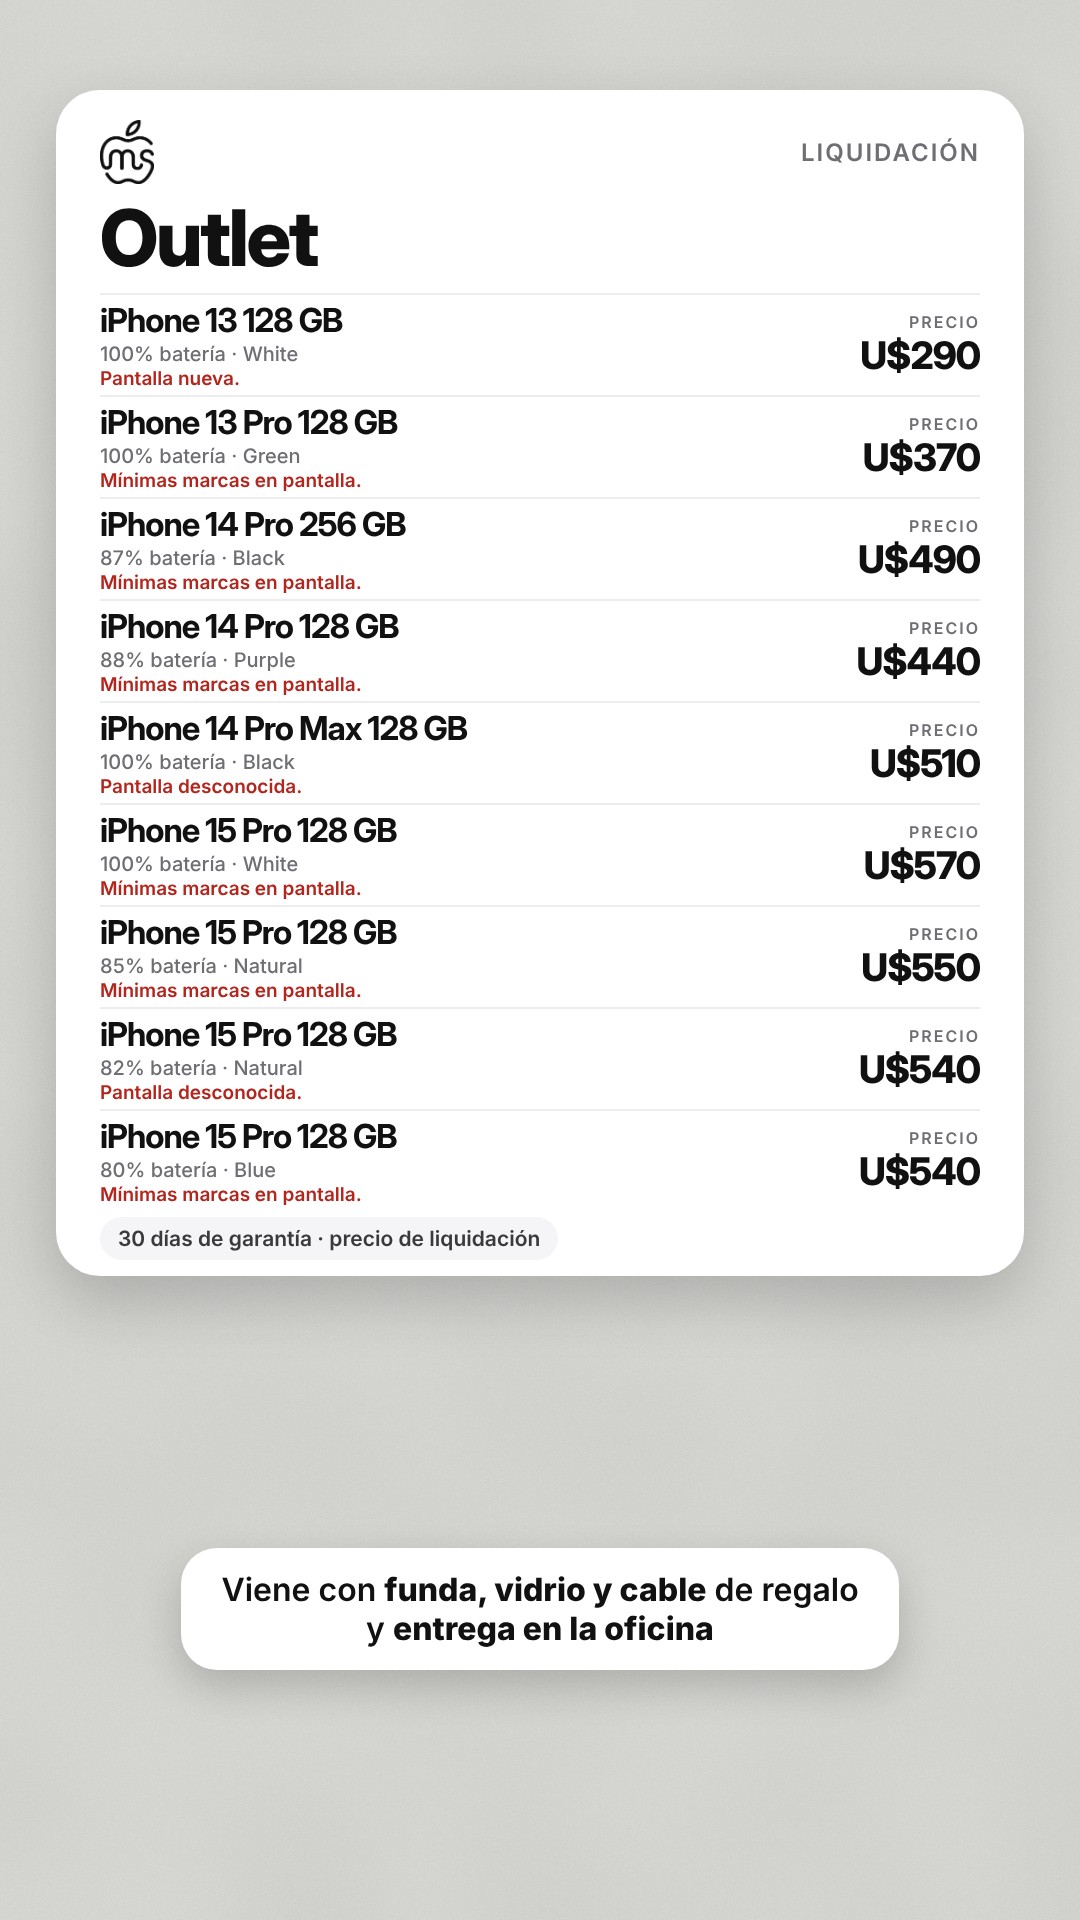 ms
LIQUIDACIÓN
Outlet
iPhone 13 128 GB
100% batería · White
Pantalla nueva.
PRECIO
U$290
iPhone 13 Pro 128 GB
100% batería · Green
Mínimas marcas en pantalla.
PRECIO
U$370
iPhone 14 Pro 256 GB
87% batería · Black
Mínimas marcas en pantalla.
PRECIO
U$490
iPhone 14 Pro 128 GB
88% batería · Purple
Mínimas marcas en pantalla.
PRECIO
U$440
iPhone 14 Pro Max 128 GB
100% batería · Black
Pantalla desconocida.
PRECIO
U$510
iPhone 15 Pro 128 GB
100% batería · White
Mínimas marcas en pantalla.
PRECIO
U$570
iPhone 15 Pro 128 GB
85% batería · Natural
Mínimas marcas en pantalla.
PRECIO
U$550
iPhone 15 Pro 128 GB
82% batería · Natural
Pantalla desconocida.
PRECIO
U$540
iPhone 15 Pro 128 GB
80% batería · Blue
Mínimas marcas en pantalla.
PRECIO
U$540
30 días de garantía · precio de liquidación
Viene con funda, vidrio y cable de regalo
y entrega en la oficina